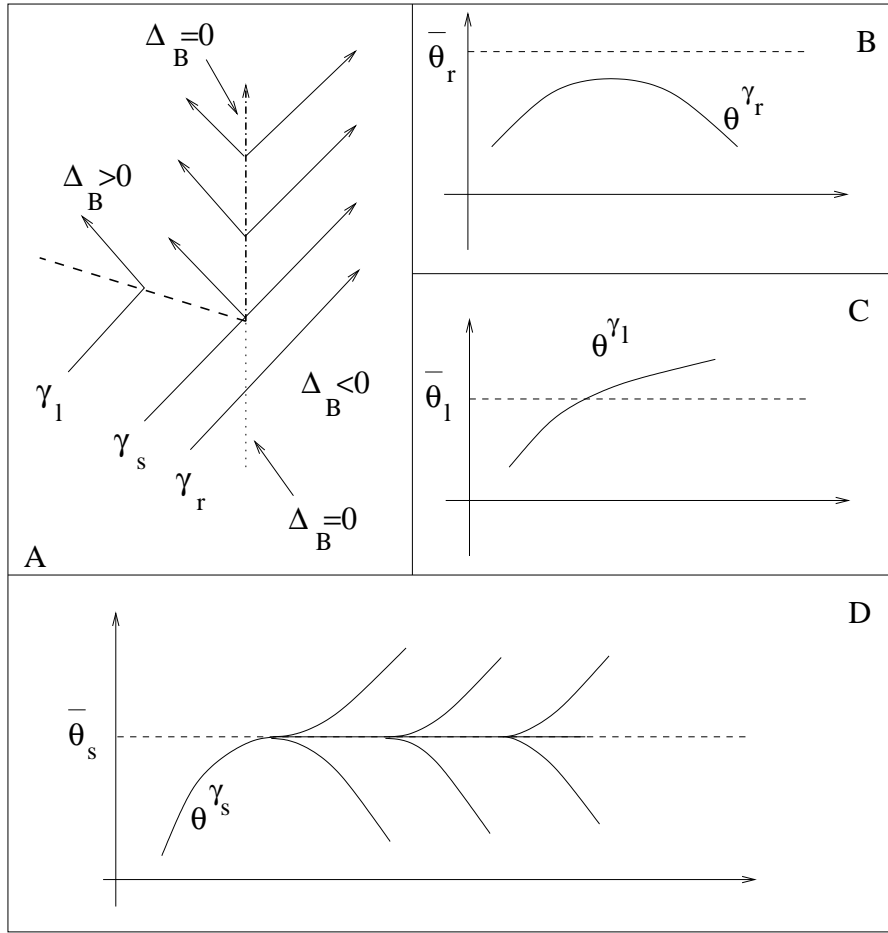 Δ_B=0
Δ_B>0
Δ_B<0
γ_l
γ_s
γ_r
Δ_B=0
A
θ̅_r
B
θ^γ_r
C
θ^γ_l
θ̅_l
D
θ̅_s
θ^γ_s